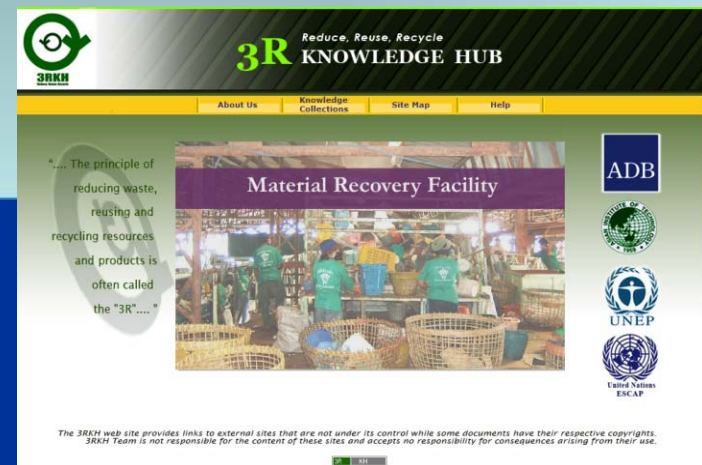 3RKH
Reduce, Reuse, Recycle
3R KNOWLEDGE HUB
About Us
Knowledge Collections
Site Map
Help
".... The principle of
reducing waste,
reusing and
recycling resources
and products is
often called
the "3R".... "
Material Recovery Facility
ADB
UNEP
United Nations
ESCAP
The 3RKH web site provides links to external sites that are not under its control while some documents have their respective copyrights.
3RKH Team is not responsible for the content of these sites and accepts no responsibility for consequences arising from their use.
3R KH